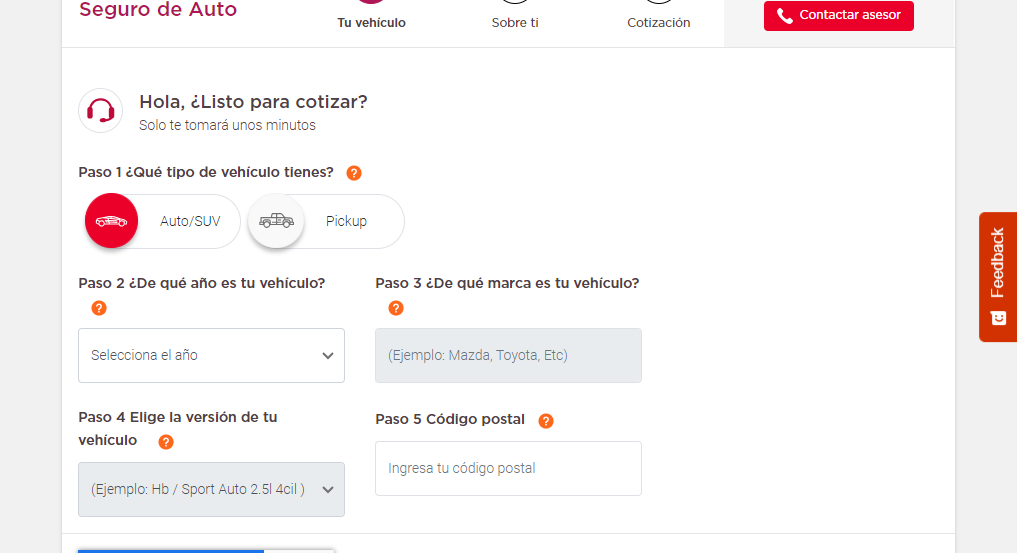 Seguro de Auto
Tu vehículo
Sobre ti
Cotización
Contactar asesor
Hola, ¿Listo para cotizar?
Solo te tomará unos minutos
Paso 1 ¿Qué tipo de vehículo tienes? ?
Auto/SUV
Pickup
Paso 2 ¿De qué año es tu vehículo?
?
Selecciona el año
Paso 3 ¿De qué marca es tu vehículo?
?
(Ejemplo: Mazda, Toyota, Etc)
Paso 4 Elige la versión de tu
vehículo ?
(Ejemplo: Hb / Sport Auto 2.5l 4cil )
Paso 5 Código postal ?
Ingresa tu código postal
Feedback